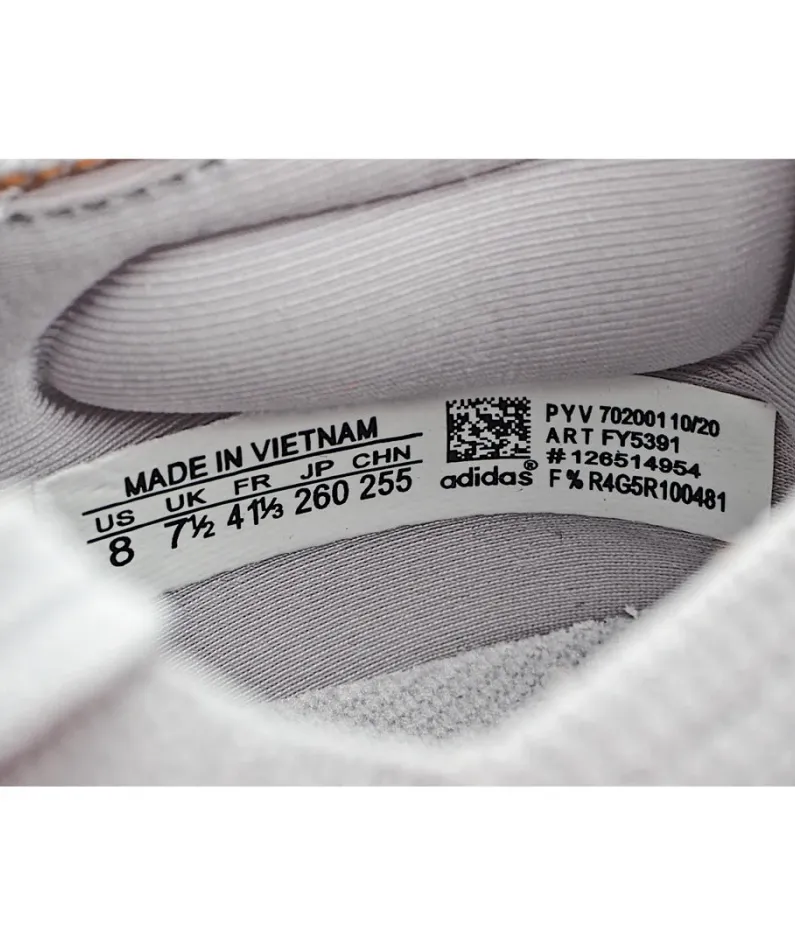 MADE IN VIETNAM
US UK FR JP CHN
8 7½ 41⅓ 260 255
adidas®
PYV 70200110/20
ART FY5391
# 126514954
F% R4G5R100481